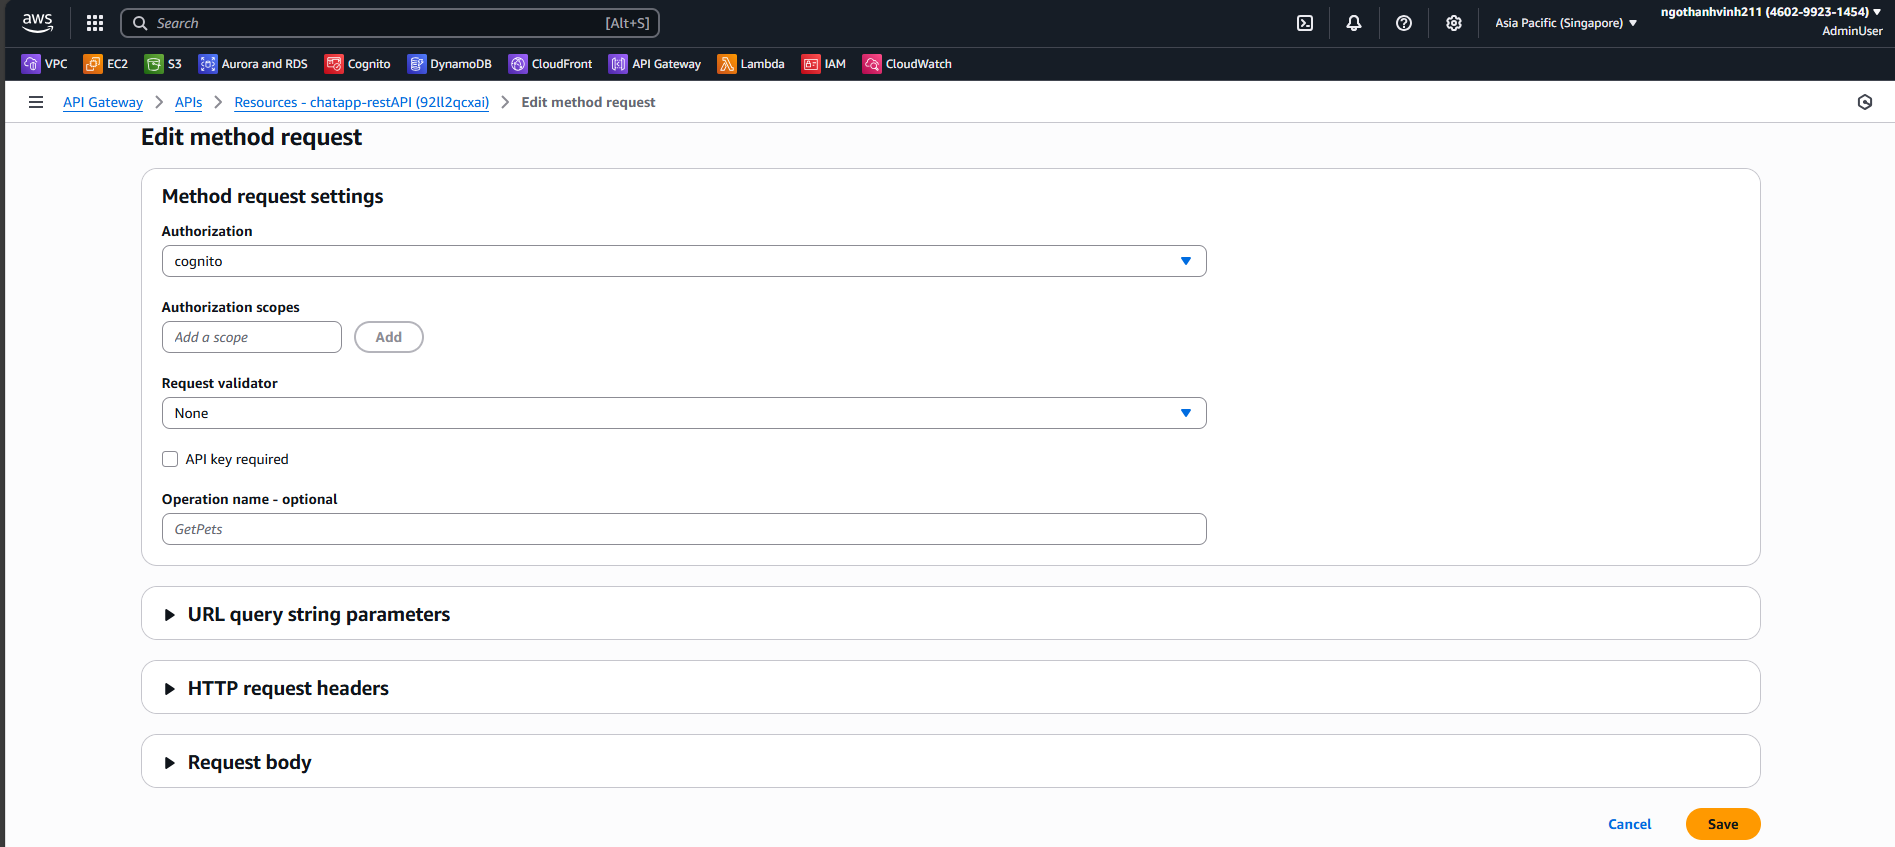 aws
Search [Alt+S]
Asia Pacific (Singapore)
ngothanhvinh211 (4602-9923-1454)
AdminUser
VPC EC2 S3 Aurora and RDS Cognito DynamoDB CloudFront API Gateway Lambda IAM CloudWatch
API Gateway APIs Resources - chatapp-restAPI (92ll2qcxai) Edit method request
Edit method request
Method request settings
Authorization
cognito
Authorization scopes
Add a scope Add
Request validator
None
API key required
Operation name - optional
GetPets
URL query string parameters
HTTP request headers
Request body
Cancel Save